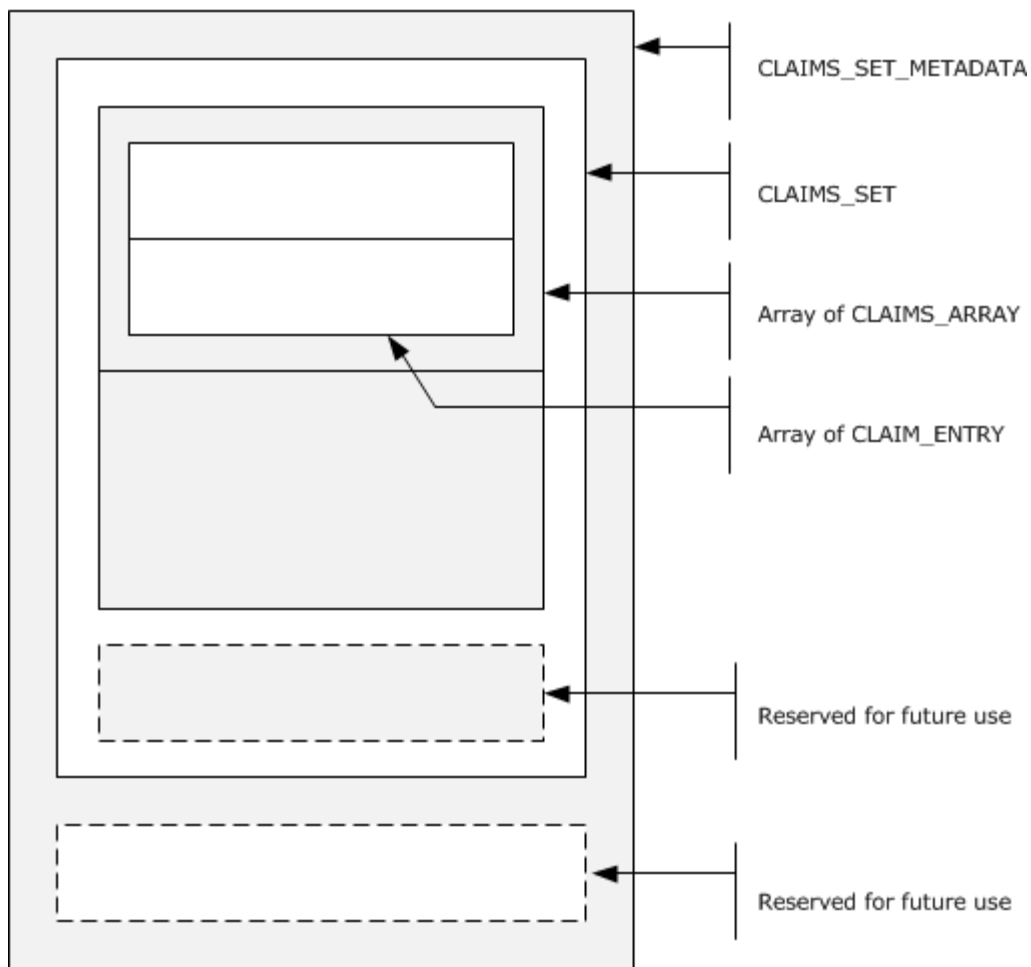 CLAIMS_SET_METADATA
CLAIMS_SET
Array of CLAIMS_ARRAY
Array of CLAIM_ENTRY
Reserved for future use
Reserved for future use